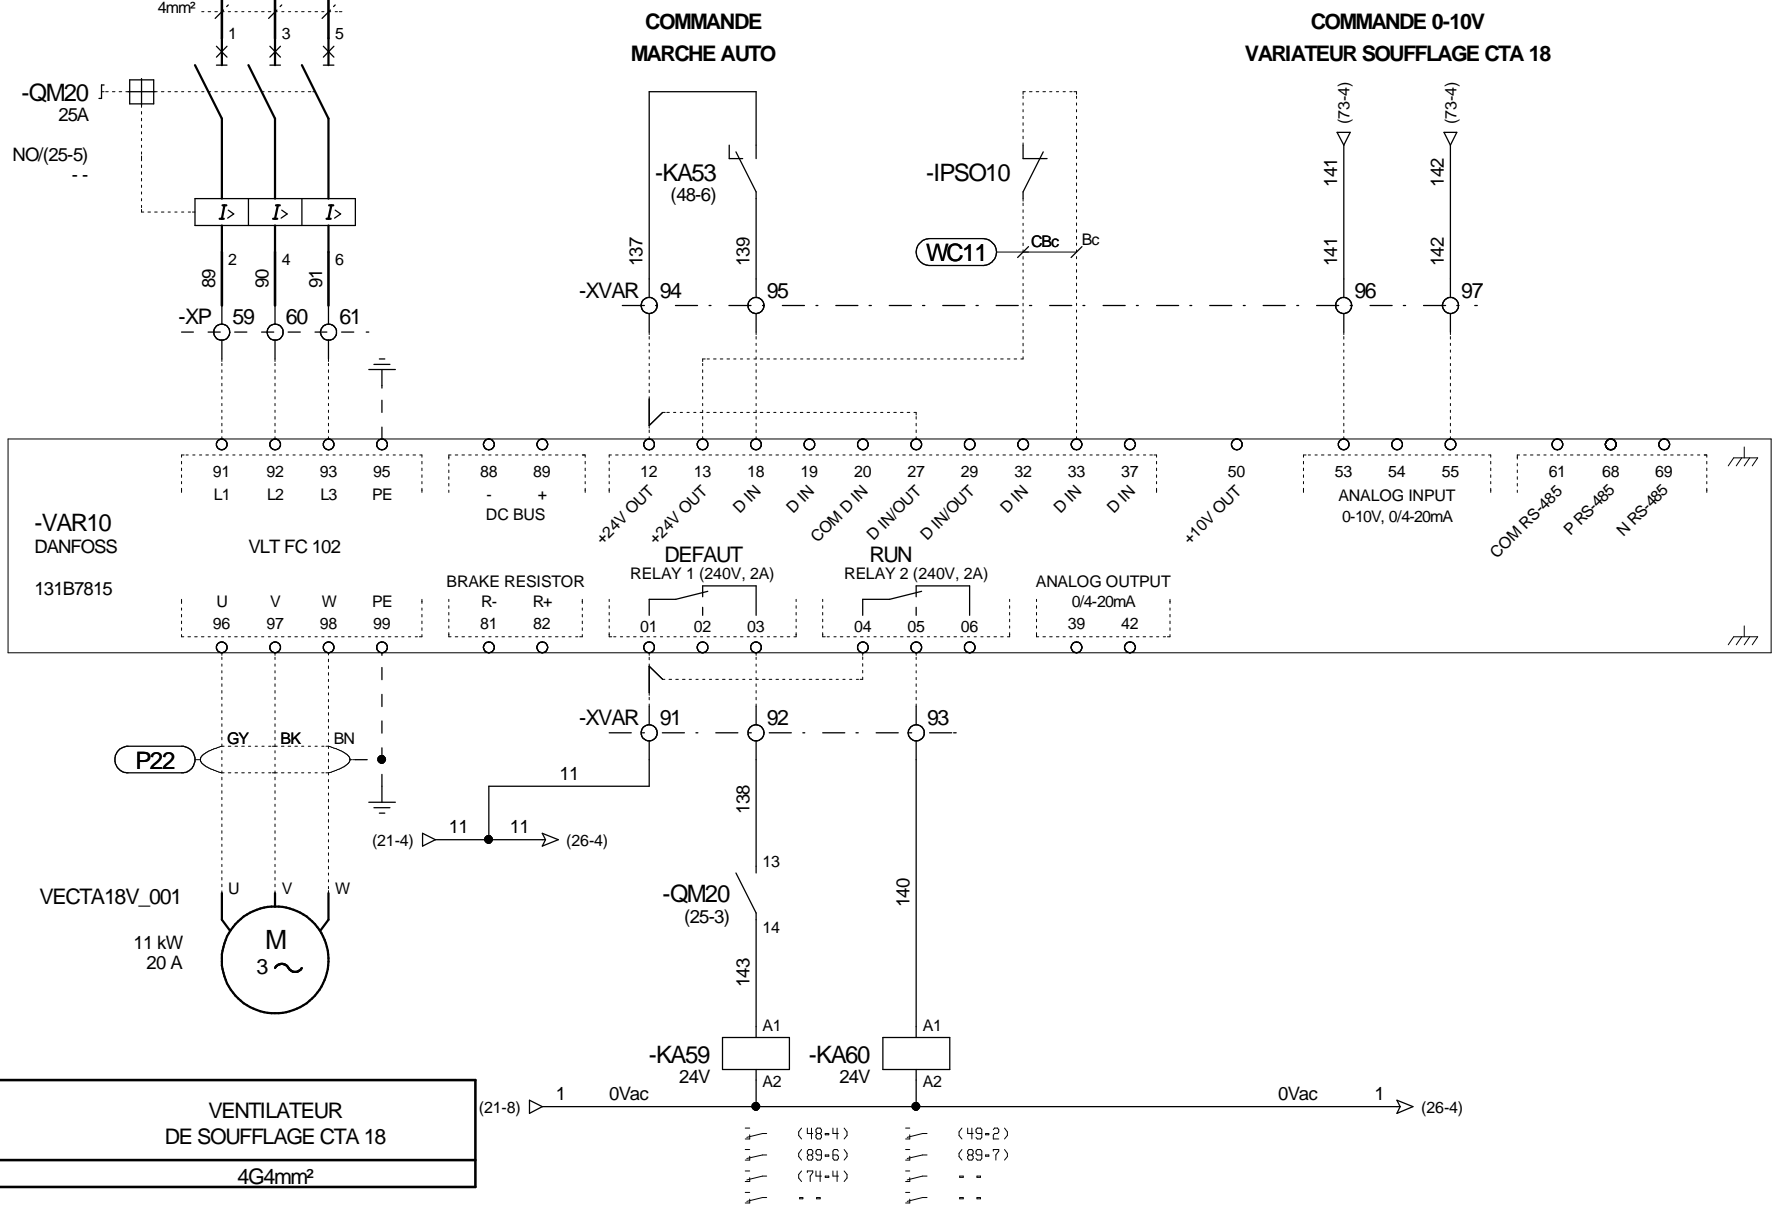 4mm²
1 3 5
COMMANDE
MARCHE AUTO
COMMANDE 0-10V
VARIATEUR SOUFFLAGE CTA 18
-QM20
25A
NO/(25-5)
- -
I> I> I>
2 4 6
89 90 91
-XP 59 60 61
-KA53
(48-6)
137 139
-XVAR 94 95 96 97
-IPSO10
WC11 CBc Bc
(73-4) (73-4)
141 142
141 142
91 92 93 95
L1 L2 L3 PE
88 89
- +
DC BUS
12 13 18 19 20 27 29 32 33 37 50
+24V OUT +24V OUT D IN D IN COM D IN D IN/OUT D IN/OUT D IN D IN D IN +10V OUT
53 54 55
ANALOG INPUT
0-10V, 0/4-20mA
61 68 69
COM RS-485 P RS-485 N RS-485
-VAR10
DANFOSS
131B7815
VLT FC 102
U V W PE
96 97 98 99
BRAKE RESISTOR
R- R+
81 82
DEFAUT
RELAY 1 (240V, 2A)
01 02 03
RUN
RELAY 2 (240V, 2A)
04 05 06
ANALOG OUTPUT
0/4-20mA
39 42
-XVAR 91 92 93
P22 GY BK BN
11
(21-4) 11 11 (26-4)
138
13
-QM20
(25-3)
14
143
140
VECTA18V_001
11 kW
20 A
U V W
M
3
-KA59
24V
A1
A2
-KA60
24V
A1
A2
(21-8) 1 0Vac 0Vac 1 (26-4)
(48-4) (49-2)
(89-6) (89-7)
(74-4) - -
- - - -
VENTILATEUR
DE SOUFFLAGE CTA 18
4G4mm²